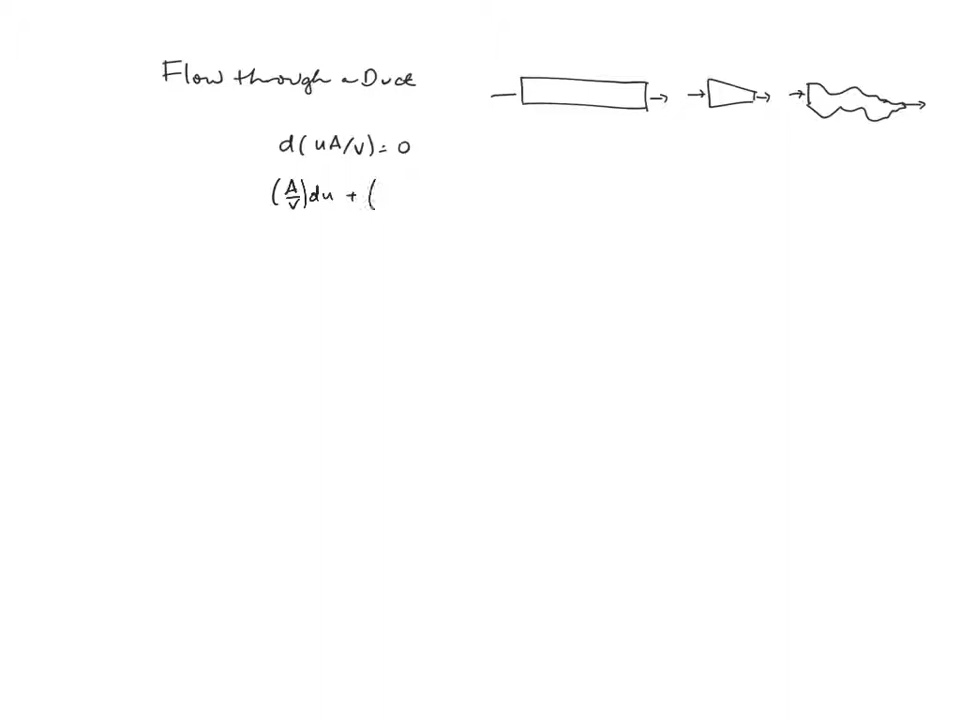 Flow through a Duct
d(uA/V)=0
(A/V)du + (